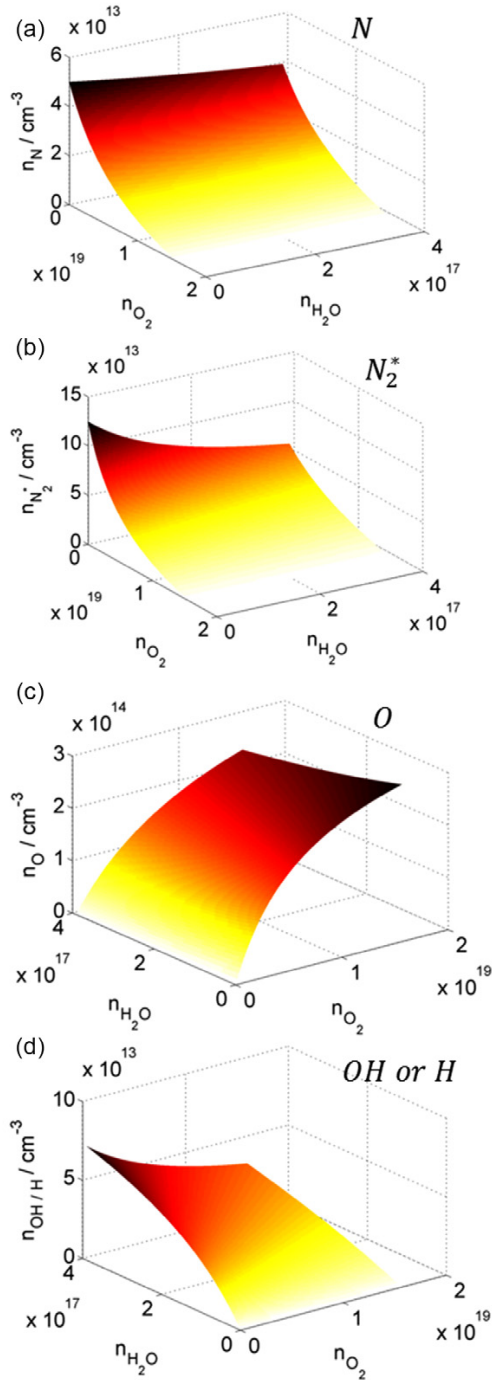 (a)
x 10^13
N
6
4
2
0
n_N / cm^-3
0
1
2
x 10^19
n_O2
0
2
4
x 10^17
n_H2O
(b)
x 10^13
N_2^*
15
10
5
0
n_N2* / cm^-3
0
1
2
x 10^19
n_O2
0
2
4
x 10^17
n_H2O
(c)
x 10^14
O
3
2
1
0
n_O / cm^-3
4
2
0
x 10^17
n_H2O
0
1
2
x 10^19
n_O2
(d)
x 10^13
OH or H
10
5
0
n_OH / H / cm^-3
4
2
0
x 10^17
n_H2O
0
1
2
x 10^19
n_O2